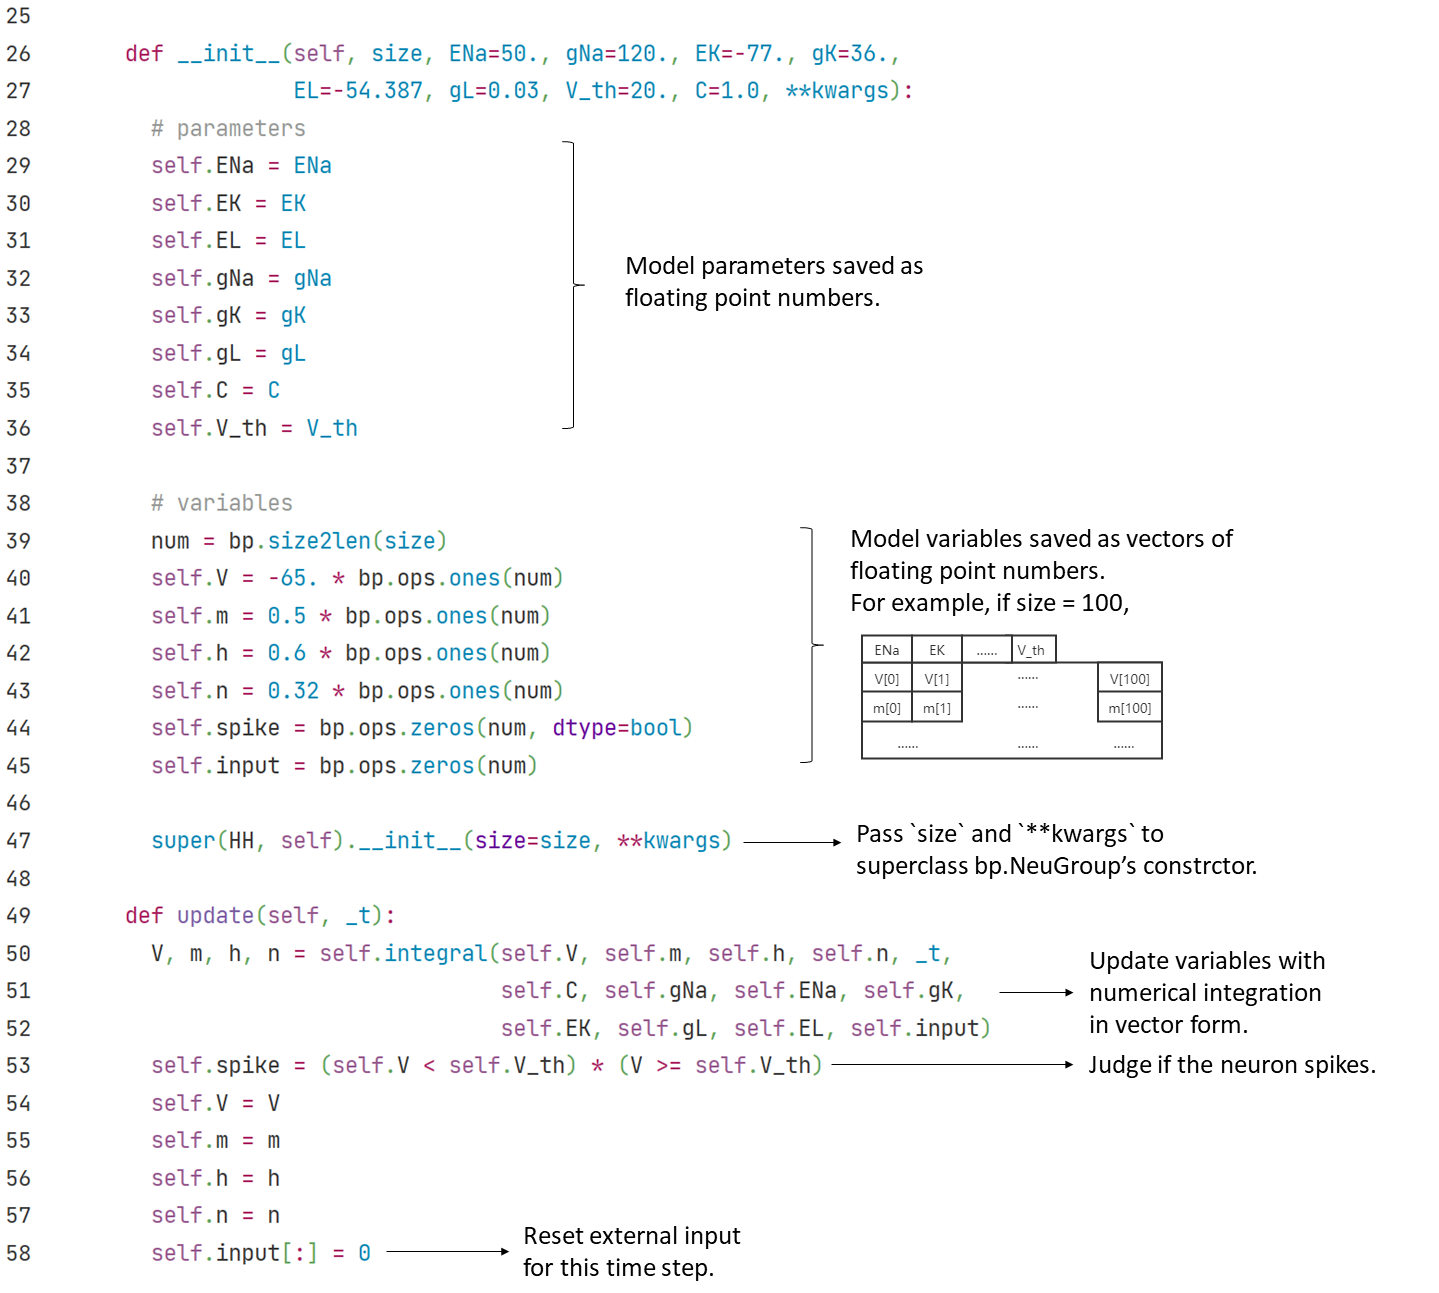 25
26 def __init__(self, size, ENa=50., gNa=120., EK=-77., gK=36.,
27 EL=-54.387, gL=0.03, V_th=20., C=1.0, **kwargs):
28 # parameters
29 self.ENa = ENa
30 self.EK = EK
31 self.EL = EL
32 self.gNa = gNa
33 self.gK = gK
34 self.gL = gL
35 self.C = C
36 self.V_th = V_th
Model parameters saved as
floating point numbers.
37
38 # variables
39 num = bp.size2len(size)
40 self.V = -65. * bp.ops.ones(num)
41 self.m = 0.5 * bp.ops.ones(num)
42 self.h = 0.6 * bp.ops.ones(num)
43 self.n = 0.32 * bp.ops.ones(num)
44 self.spike = bp.ops.zeros(num, dtype=bool)
45 self.input = bp.ops.zeros(num)
Model variables saved as vectors of
floating point numbers.
For example, if size = 100,
ENa EK ...... V_th
V[0] V[1] ...... V[100]
m[0] m[1] ...... m[100]
...... ...... ......
46
47 super(HH, self).__init__(size=size, **kwargs)
Pass `size` and `**kwargs` to
superclass bp.NeuGroup’s constrctor.
48
49 def update(self, _t):
50 V, m, h, n = self.integral(self.V, self.m, self.h, self.n, _t,
51 self.C, self.gNa, self.ENa, self.gK,
52 self.EK, self.gL, self.EL, self.input)
Update variables with
numerical integration
in vector form.
53 self.spike = (self.V < self.V_th) * (V >= self.V_th)
Judge if the neuron spikes.
54 self.V = V
55 self.m = m
56 self.h = h
57 self.n = n
58 self.input[:] = 0
Reset external input
for this time step.